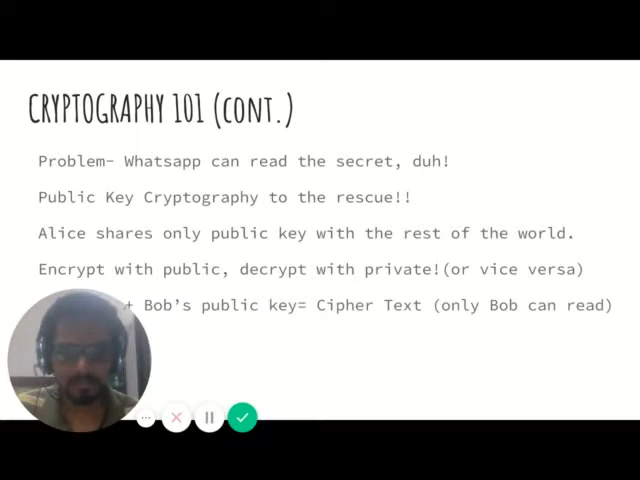 CRYPTOGRAPHY 101 (CONT.)
Problem- Whatsapp can read the secret, duh!
Public Key Cryptography to the rescue!!
Alice shares only public key with the rest of the world.
Encrypt with public, decrypt with private!(or vice versa)
+ Bob's public key= Cipher Text (only Bob can read)